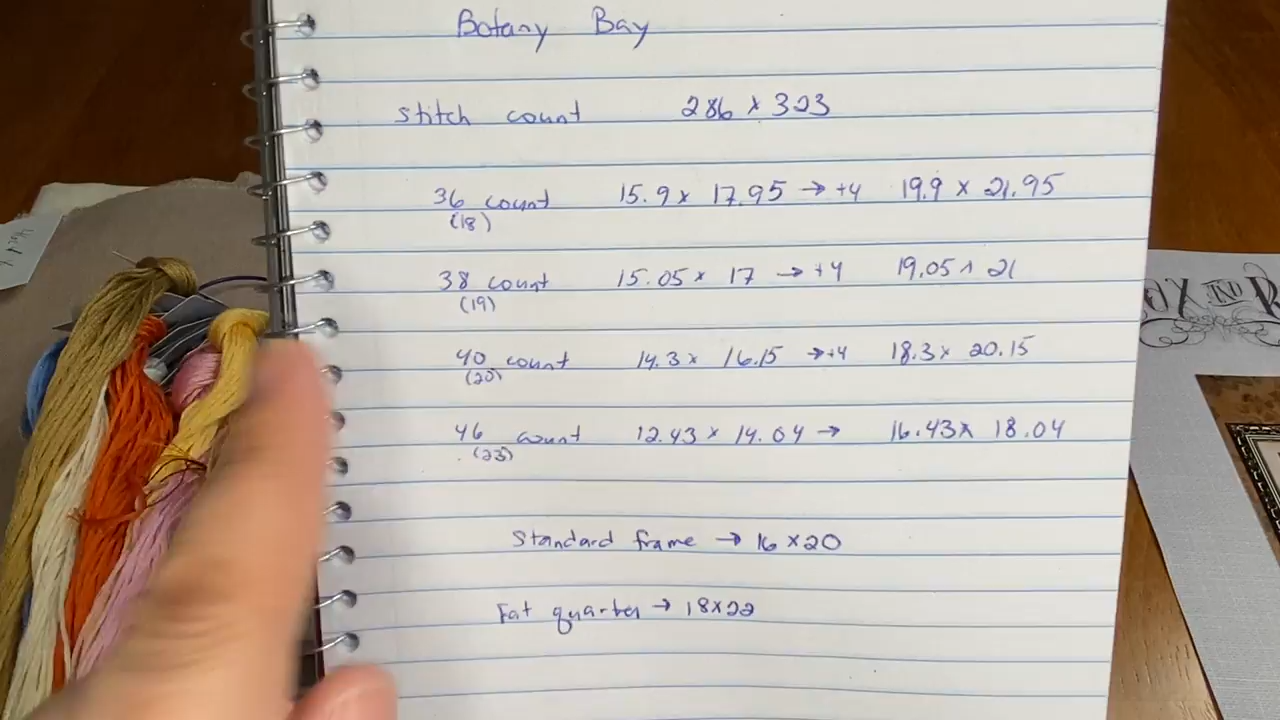 Botany Bay
stitch count 286 x 323
36 count 15.9 x 17.95 → +4 19.9 x 21.95
(18)
38 count 15.05 x 17 → +4 19.05 x 21
(19)
40 count 14.3 x 16.15 → +4 18.3 x 20.15
(20)
46 count 12.43 x 14.04 → 16.43 x 18.04
(23)
Standard frame → 16 x 20
Fat quarter → 18 x 22
AND